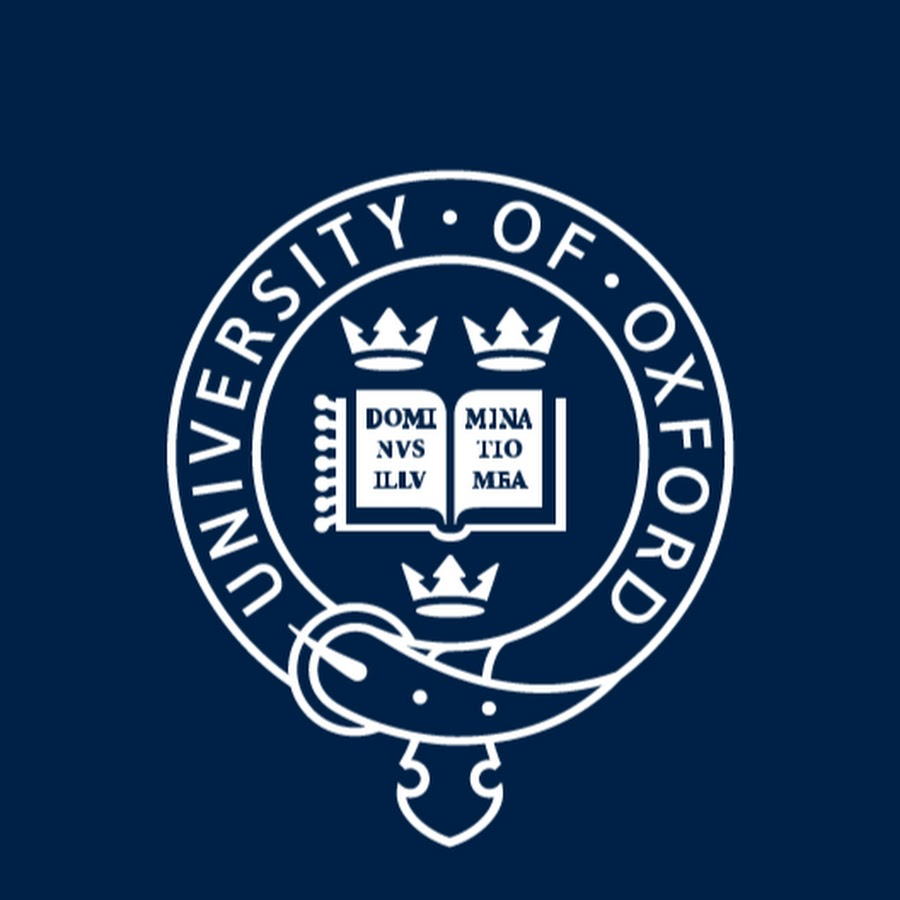 UNIVERSITY · OF · OXFORD
DOMI
NVS
ILLV
MINA
TIO
MEA